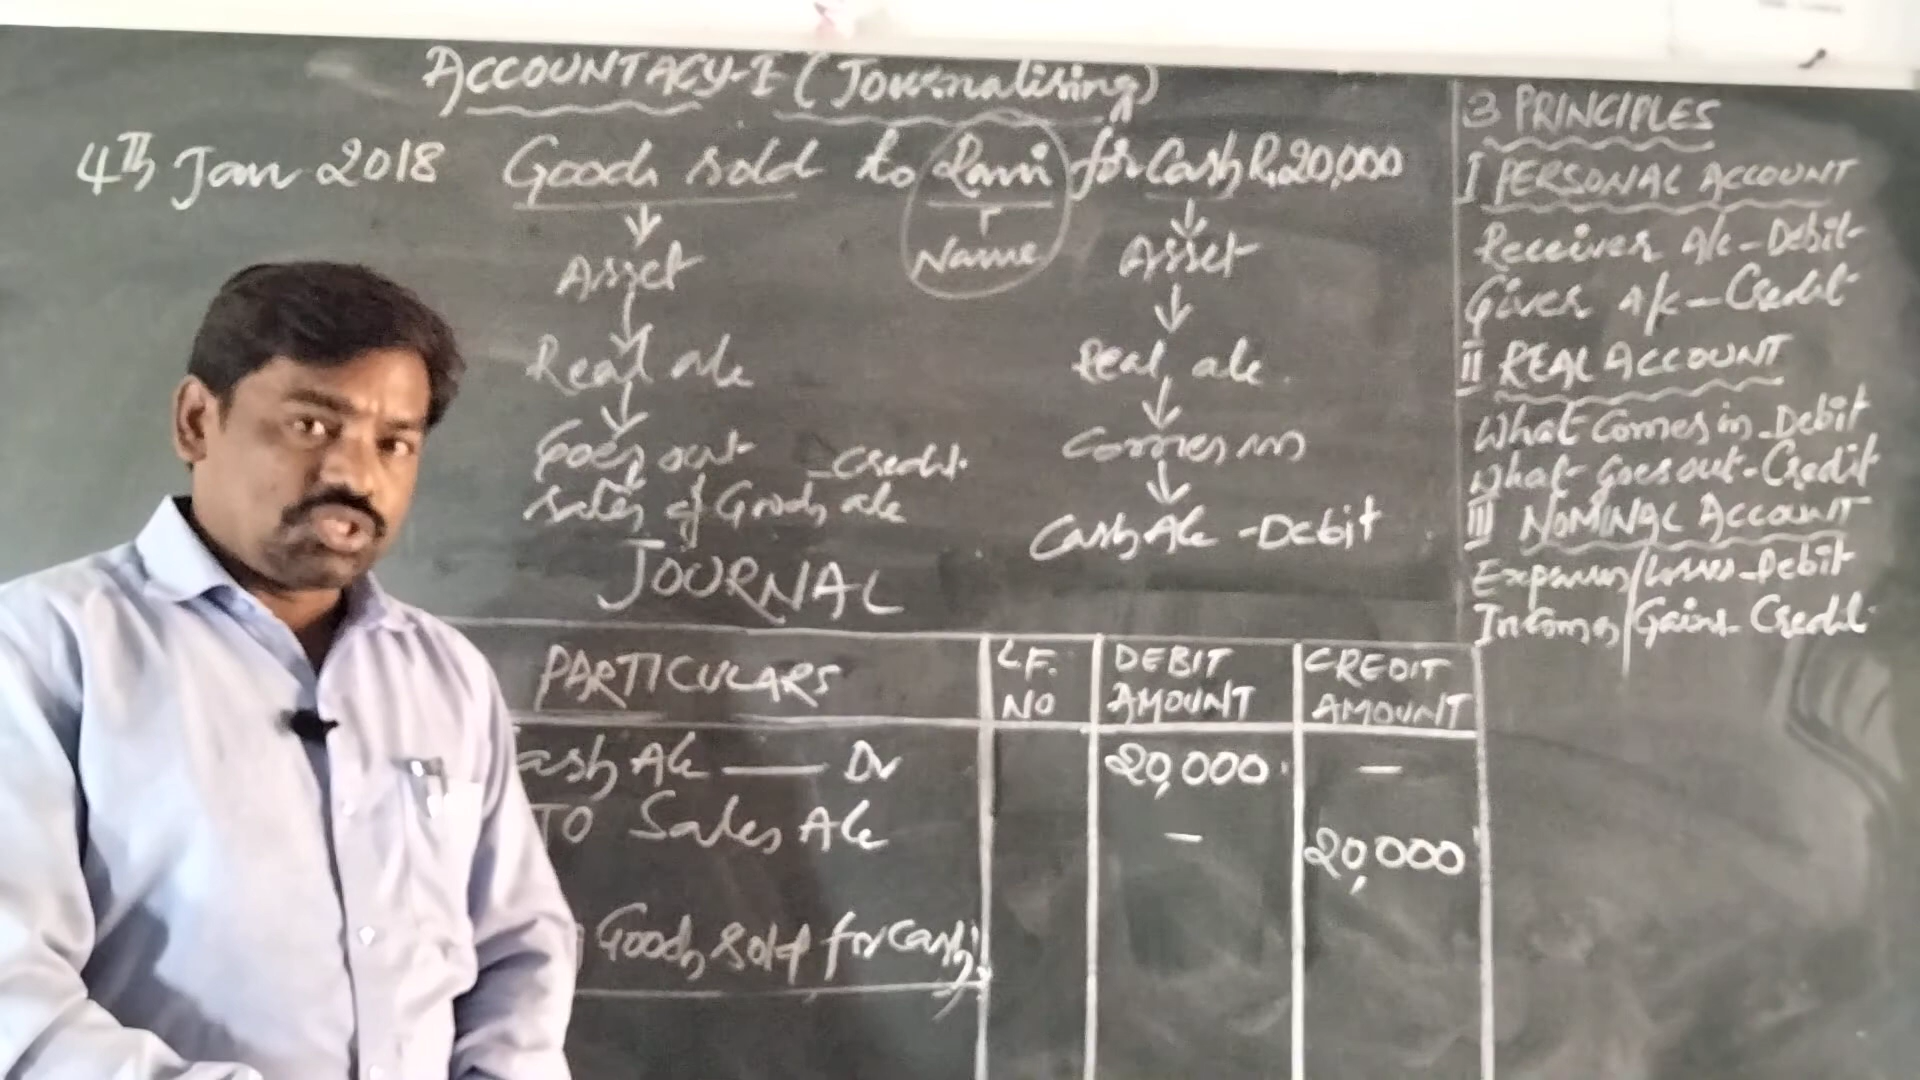 ACCOUNTACY-I (Journalising)
4Th Jan 2018 Goods sold to Rani for Cash Rs.20,000
Name
Asset
Asset
Real a/c
Real a/c
Goes out - Credit
Comes in
Sales of Goods a/c
Cash A/c - Debit
JOURNAL
PARTICULARS
L.F. NO
DEBIT AMOUNT
CREDIT AMOUNT
ash A/c —— Dr 20,000 —
TO Sales A/c — 20,000
Goods sold for Cash)
3 PRINCIPLES
I PERSONAL ACCOUNT
Receiver A/c - Debit
Giver A/c - Credit
II REAL ACCOUNT
What Comes in - Debit
What Goes out - Credit
III NOMINAL ACCOUNT
Expenses/Losses - Debit
Incomes/Gains - Credit